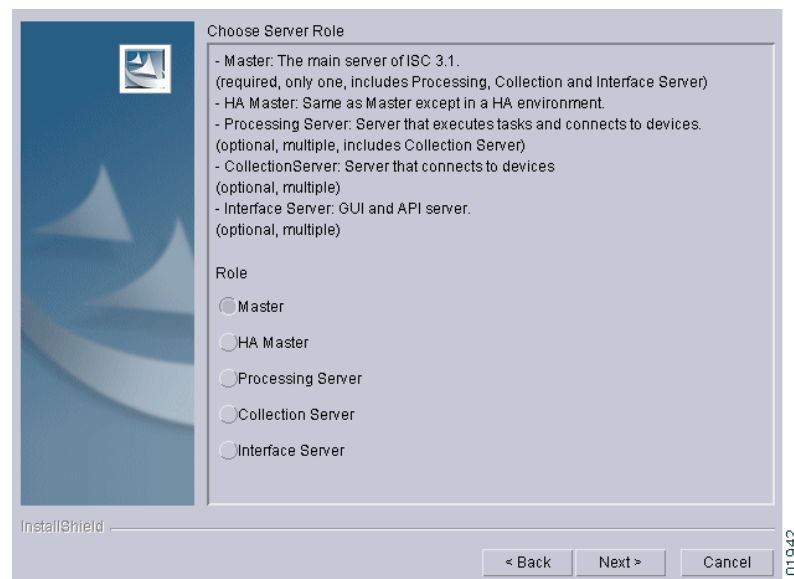 Choose Server Role
- Master: The main server of ISC 3.1.
(required, only one, includes Processing, Collection and Interface Server)
- HA Master: Same as Master except in a HA environment.
- Processing Server: Server that executes tasks and connects to devices.
(optional, multiple, includes Collection Server)
- CollectionServer: Server that connects to devices
(optional, multiple)
- Interface Server: GUI and API server.
(optional, multiple)
Role
Master
HA Master
Processing Server
Collection Server
Interface Server
InstallShield
< Back
Next >
Cancel
01942